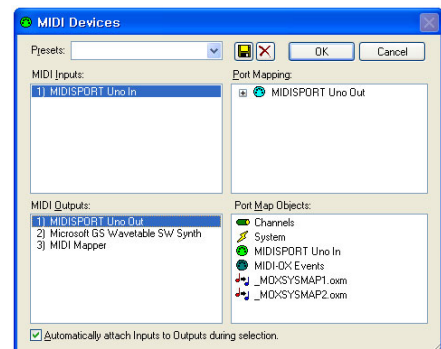 MIDI Devices
Presets:
OK
Cancel
MIDI Inputs:
1) MIDISPORT Uno In
Port Mapping:
MIDISPORT Uno Out
MIDI Outputs:
1) MIDISPORT Uno Out
2) Microsoft GS Wavetable SW Synth
3) MIDI Mapper
Port Map Objects:
Channels
System
MIDISPORT Uno In
MIDI-OX Events
_MOXSYSMAP1.oxm
_MOXSYSMAP2.oxm
Automatically attach Inputs to Outputs during selection.